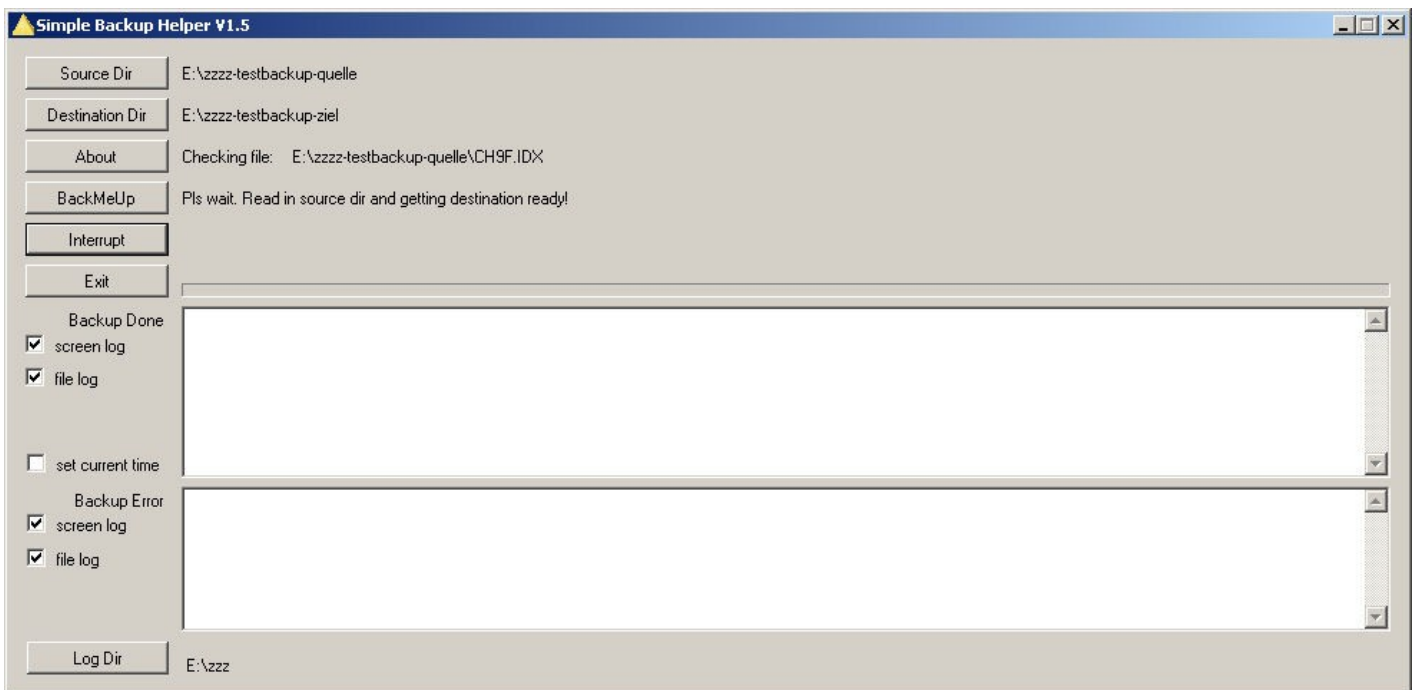 Simple Backup Helper V1.5
Source Dir E:\zzzz-testbackup-quelle
Destination Dir E:\zzzz-testbackup-ziel
About Checking file: E:\zzzz-testbackup-quelle\CH9F.IDX
BackMeUp Pls wait. Read in source dir and getting destination ready!
Interrupt
Exit
Backup Done
screen log
file log
set current time
Backup Error
screen log
file log
Log Dir E:\zzz